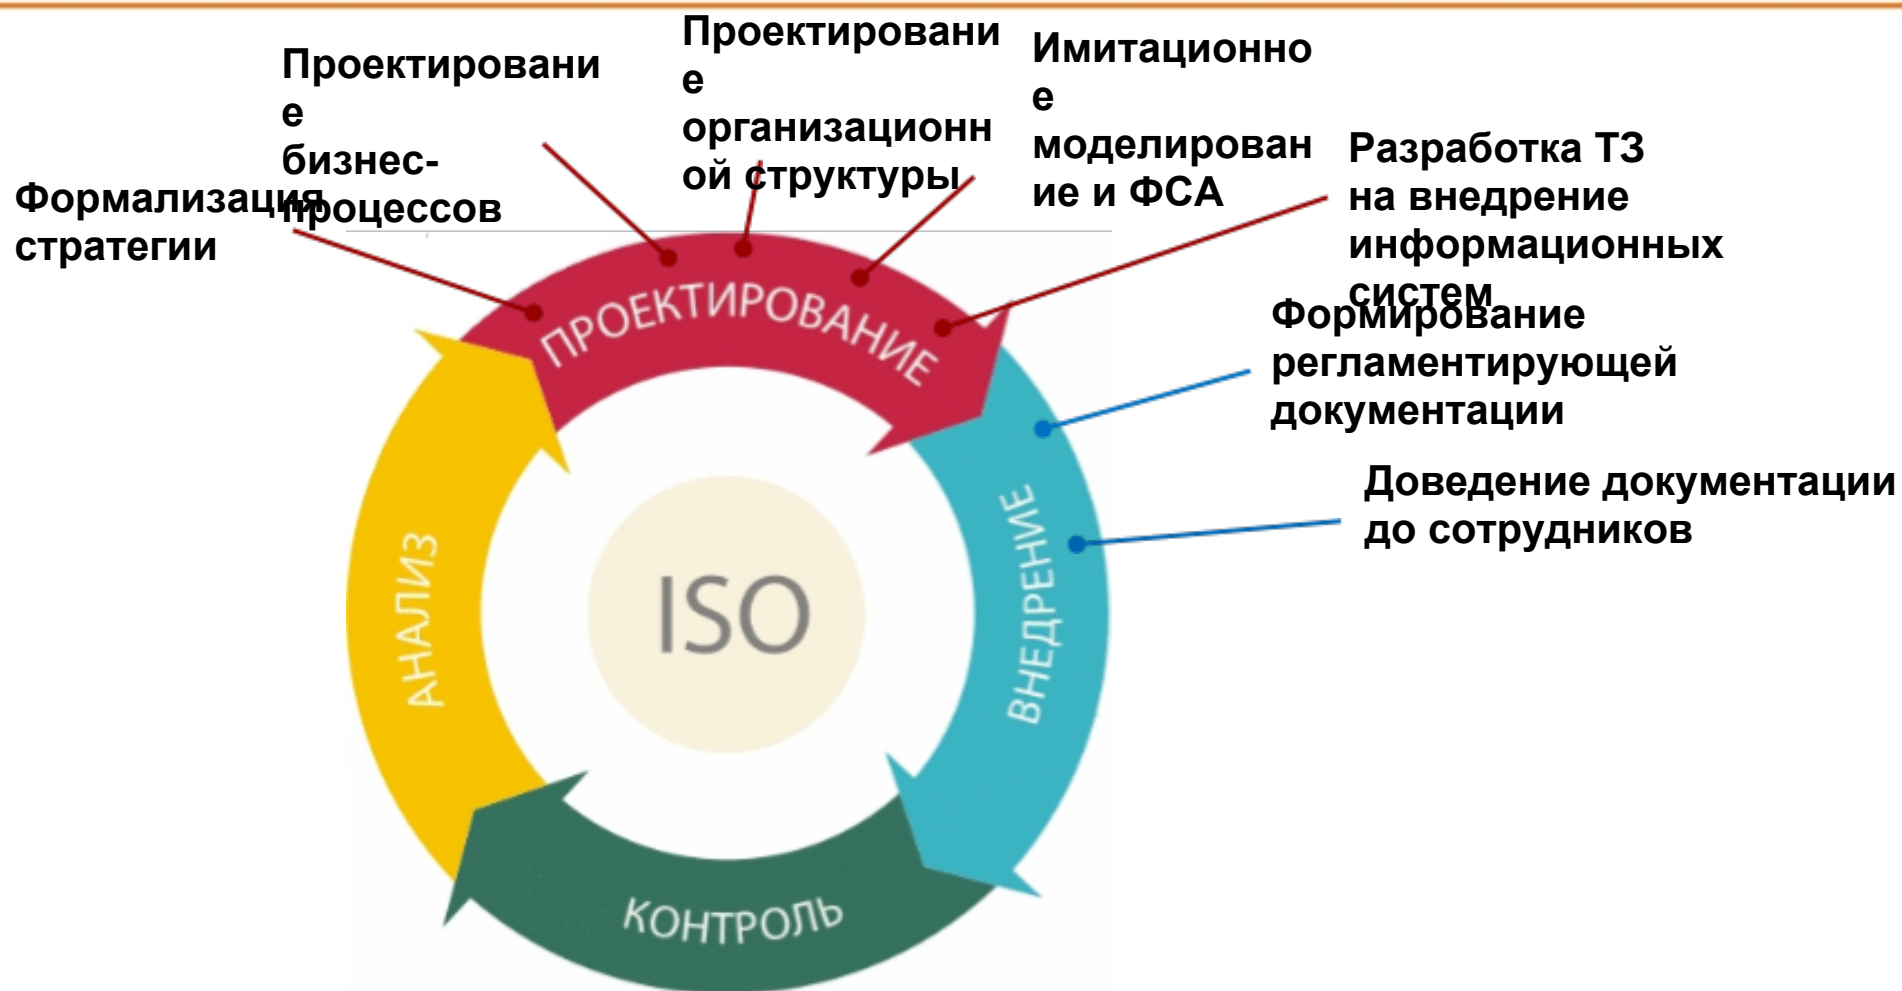 Формализация
стратегии
Проектировани
е
бизнес-
процессов
Проектировани
е
организационн
ой структуры
Имитационно
е
моделирован
ие и ФСА
Разработка ТЗ
на внедрение
информационных
систем
Формирование
регламентирующей
документации
Доведение документации
до сотрудников
ПРОЕКТИРОВАНИЕ
ВНЕДРЕНИЕ
КОНТРОЛЬ
АНАЛИЗ
ISO